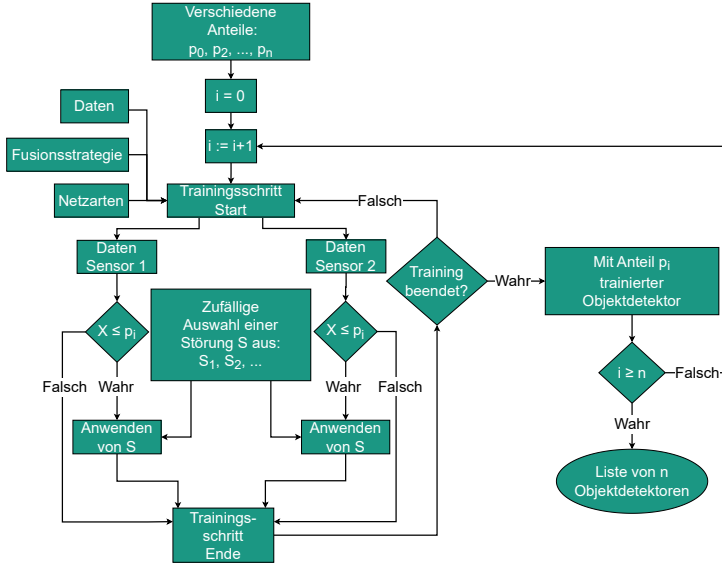 Verschiedene
Anteile:
p0, p2, ..., pn
i = 0
Daten
i := i+1
Fusionsstrategie
Netzarten
Trainingsschritt
Start
Falsch
Daten
Sensor 1
Daten
Sensor 2
Training
beendet?
Wahr
Mit Anteil pi
trainierter
Objektdetektor
Zufällige
Auswahl einer
Störung S aus:
S1, S2, ...
X ≤ pi
X ≤ pi
Falsch
Wahr
Wahr
Falsch
i ≥ n
Falsch
Wahr
Anwenden
von S
Anwenden
von S
Liste von n
Objektdetektoren
Trainings-
schritt
Ende